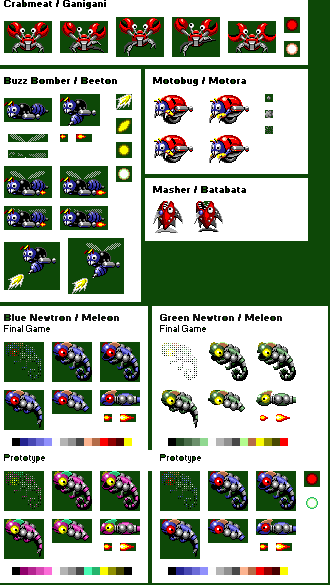 Crabmeat / Ganigani
Buzz Bomber / Beeton
Motobug / Motora
Masher / Batabata
Blue Newtron / Meleon
Final Game
Green Newtron / Meleon
Final Game
Prototype
Prototype